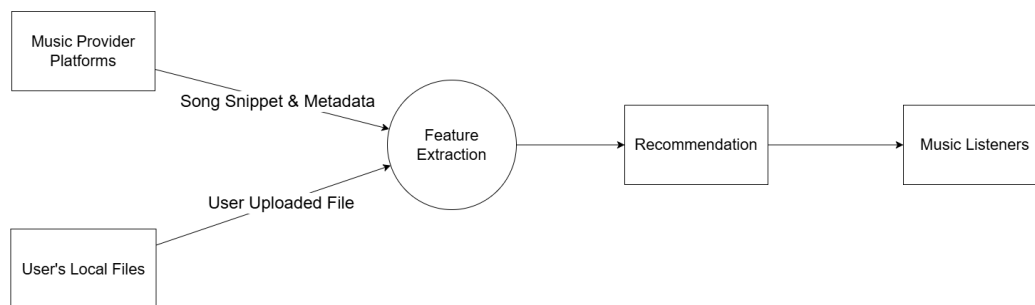 Music Provider
Platforms
Song Snippet & Metadata
Feature
Extraction
Recommendation
Music Listeners
User Uploaded File
User's Local Files